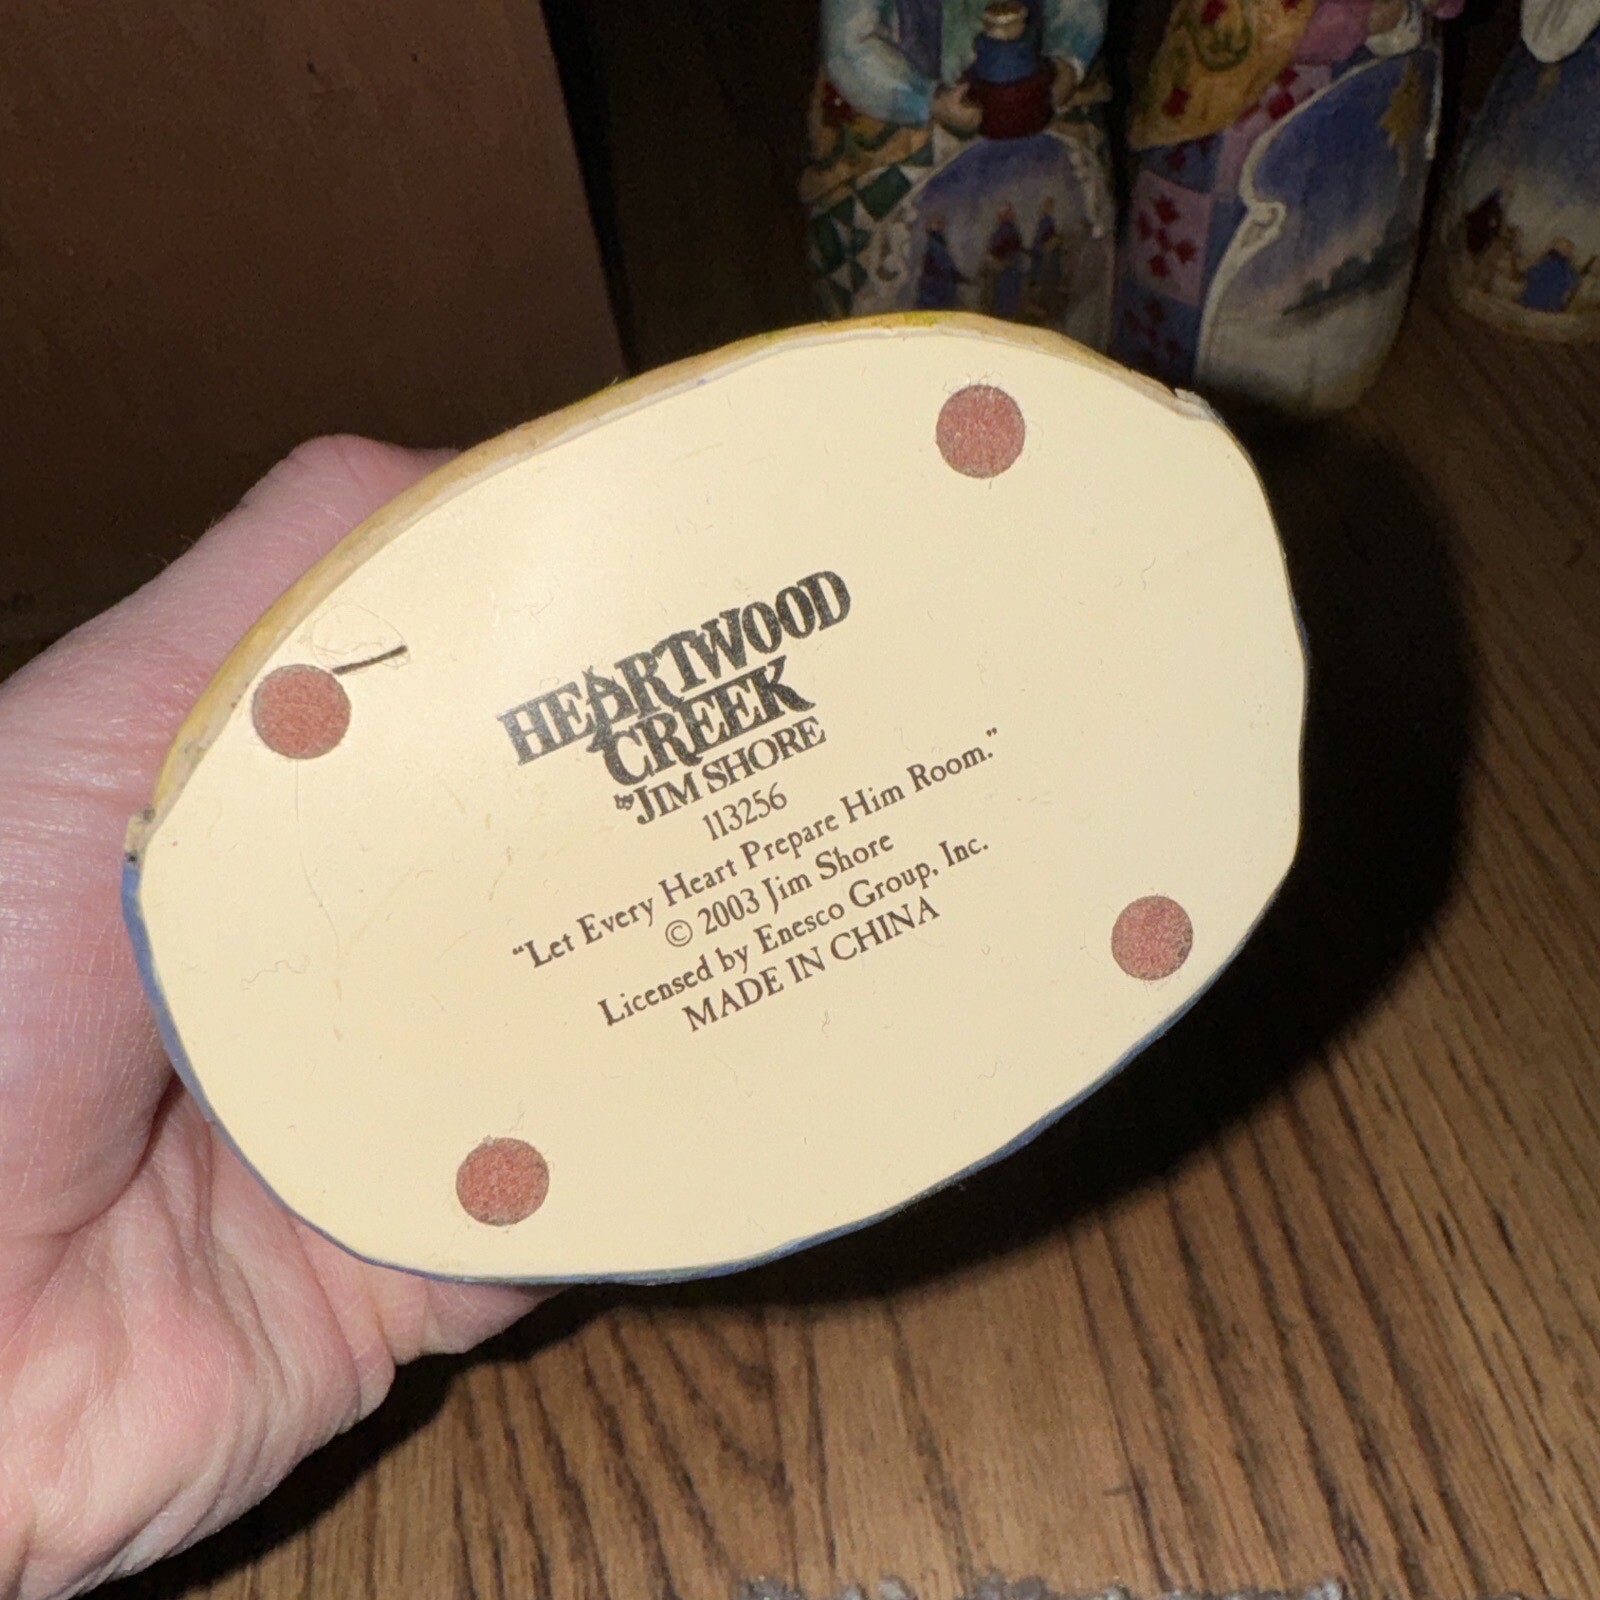 HEARTWOOD
CREEK
by JIM SHORE
113256
“Let Every Heart Prepare Him Room.”
© 2003 Jim Shore
Licensed by Enesco Group, Inc.
MADE IN CHINA